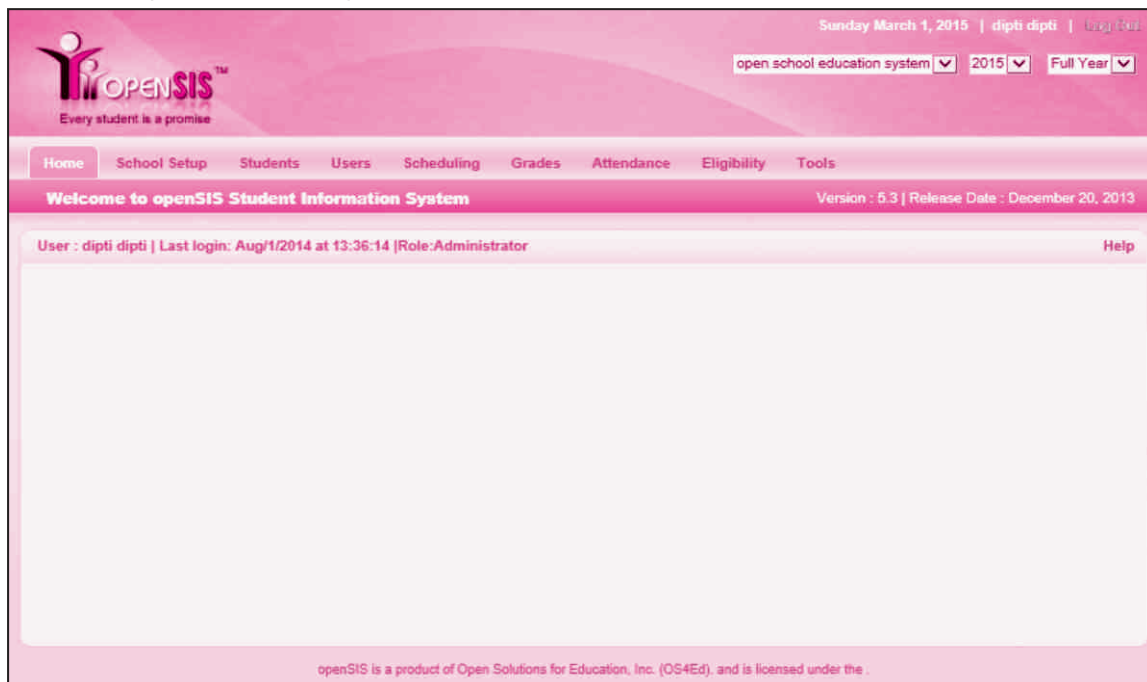 Sunday March 1, 2015 | dipti dipti | Log Out
open school education system 2015 Full Year
OPENSIS™
Every student is a promise
Home School Setup Students Users Scheduling Grades Attendance Eligibility Tools
Welcome to openSIS Student Information System Version : 5.3 | Release Date : December 20, 2013
User : dipti dipti | Last login: Aug/1/2014 at 13:36:14 |Role:Administrator Help
openSIS is a product of Open Solutions for Education, Inc. (OS4Ed). and is licensed under the .